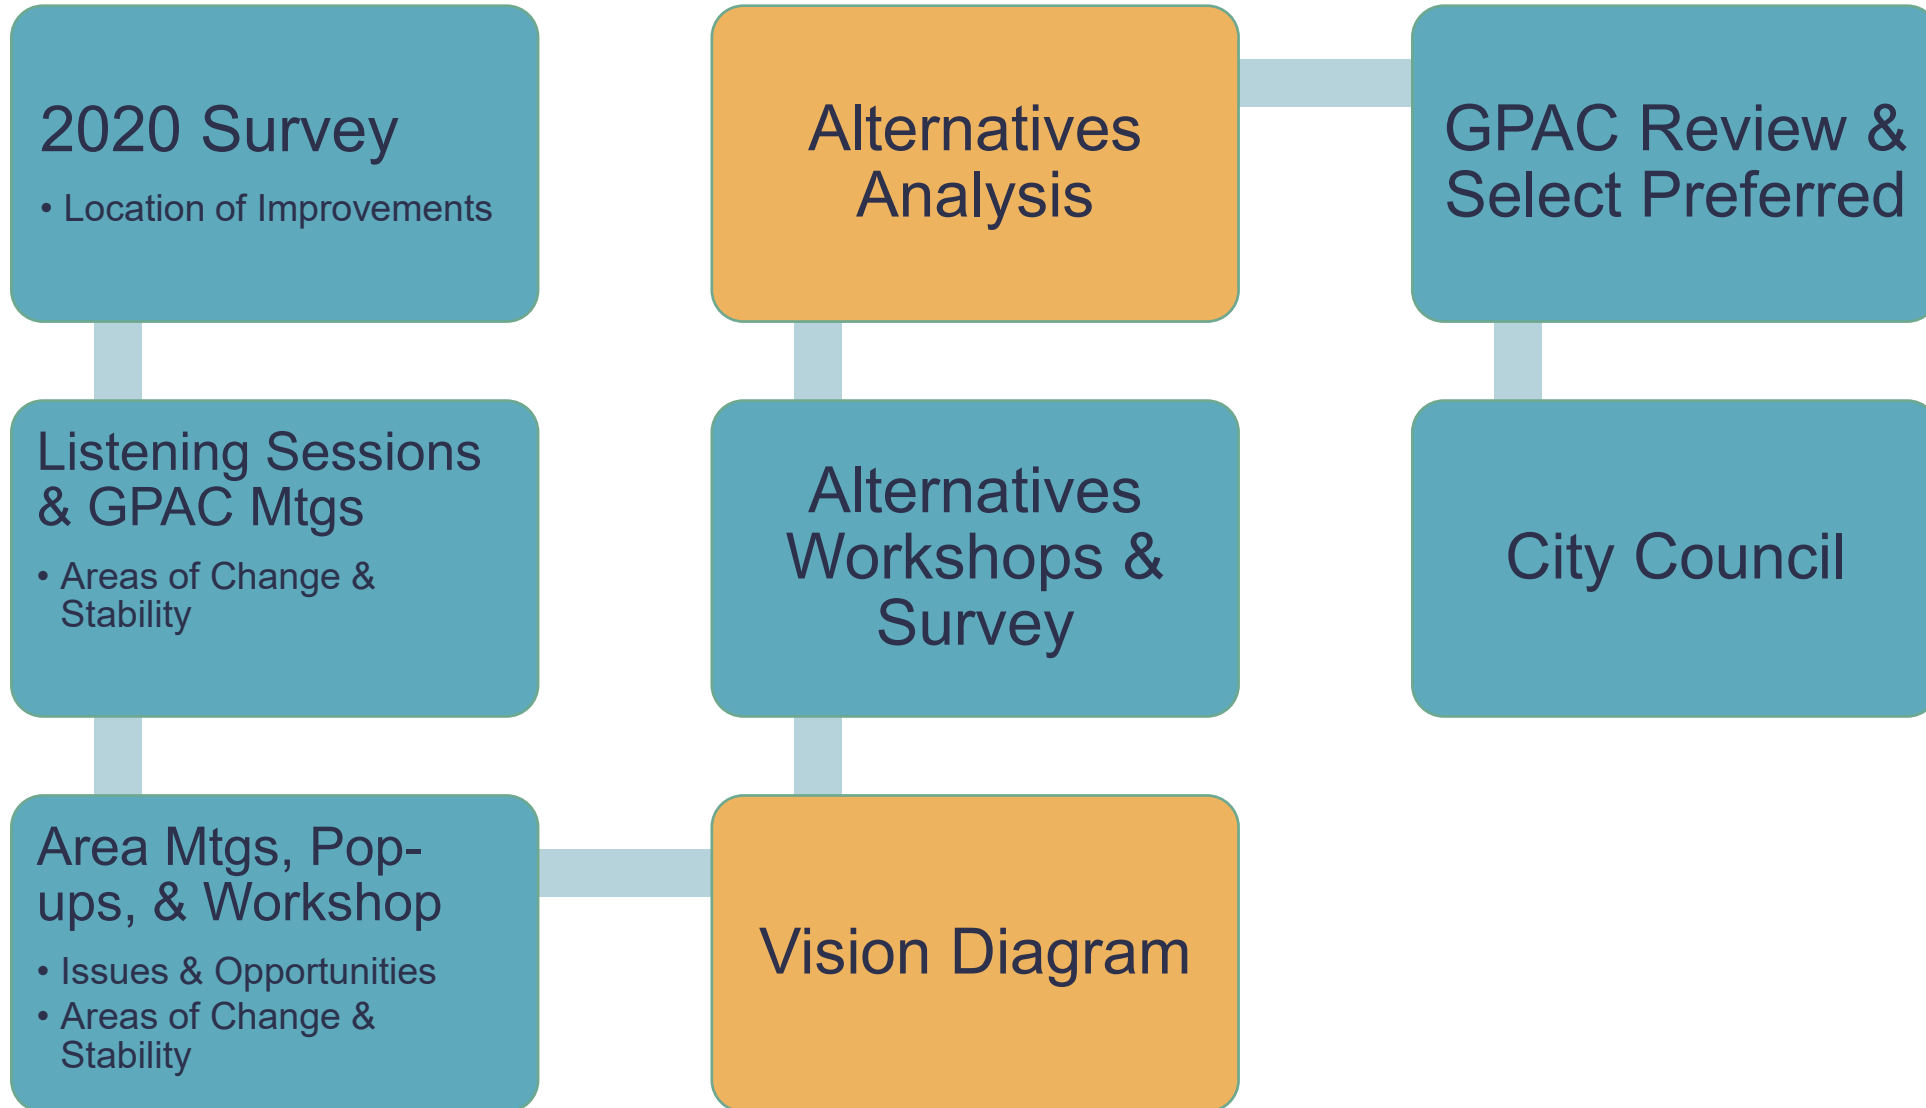 2020 Survey
• Location of Improvements
Listening Sessions
& GPAC Mtgs
• Areas of Change &
Stability
Area Mtgs, Pop-
ups, & Workshop
• Issues & Opportunities
• Areas of Change &
Stability
Vision Diagram
Alternatives
Workshops &
Survey
Alternatives
Analysis
GPAC Review &
Select Preferred
City Council